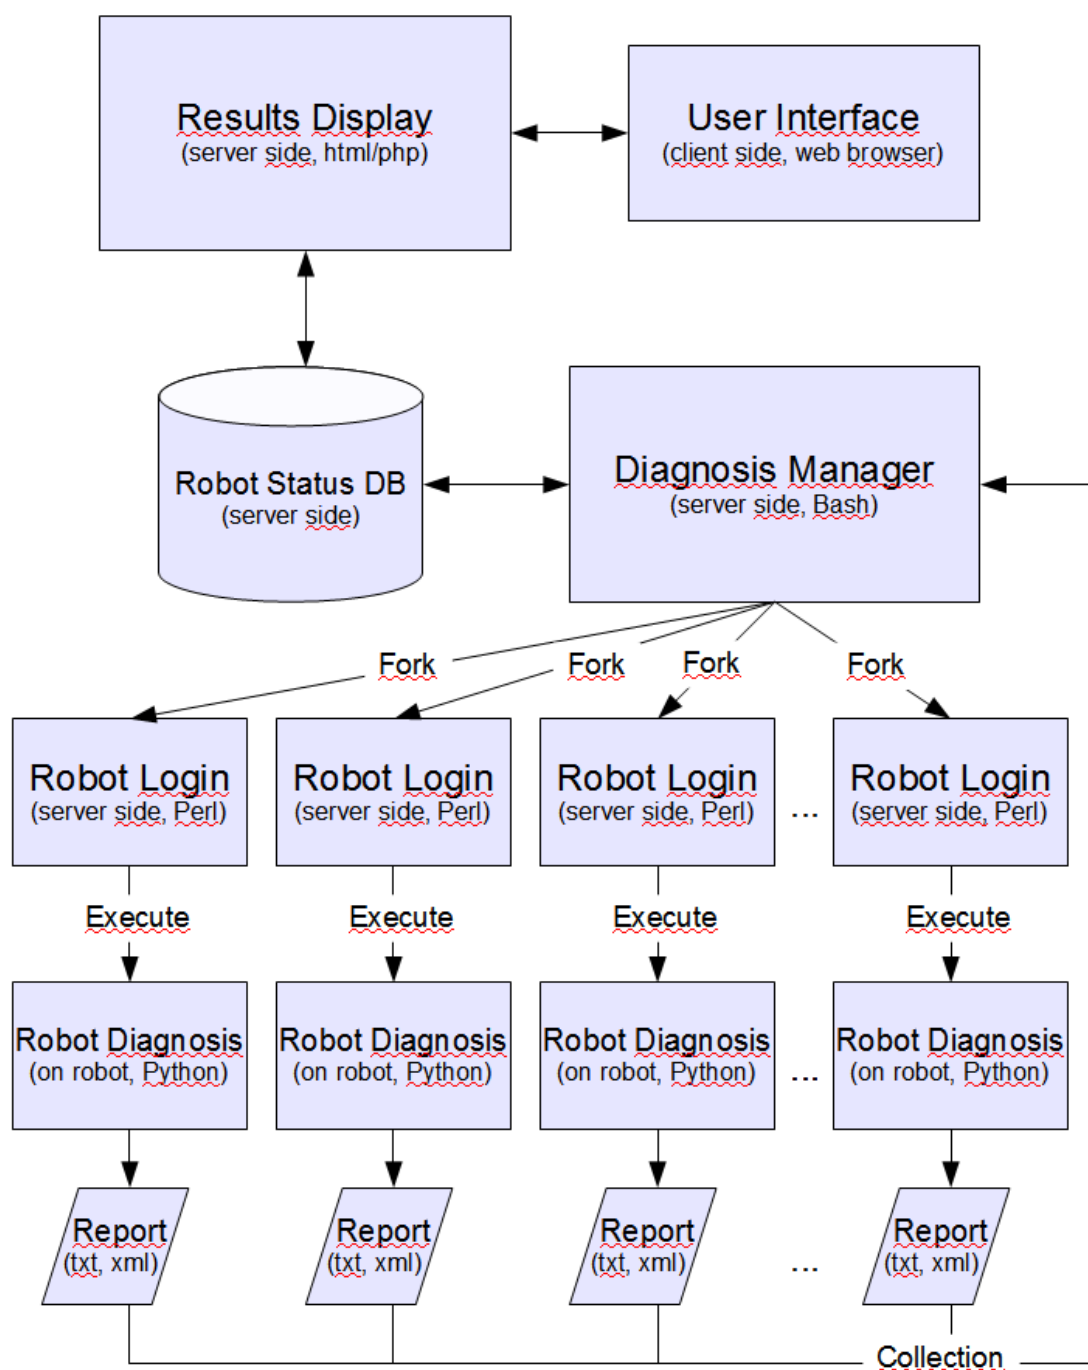 Results Display
(server side, html/php)
User Interface
(client side, web browser)
Robot Status DB
(server side)
Diagnosis Manager
(server side, Bash)
Fork
Fork
Fork
Fork
Robot Login
(server side, Perl)
Robot Login
(server side, Perl)
Robot Login
(server side, Perl)
...
Robot Login
(server side, Perl)
Execute
Execute
Execute
Execute
Robot Diagnosis
(on robot, Python)
Robot Diagnosis
(on robot, Python)
Robot Diagnosis
(on robot, Python)
...
Robot Diagnosis
(on robot, Python)
Report
(txt, xml)
Report
(txt, xml)
Report
(txt, xml)
...
Report
(txt, xml)
Collection